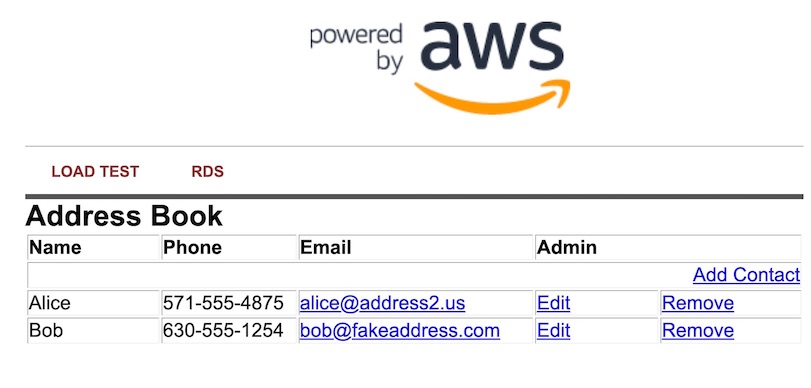 powered
by aws
LOAD TEST RDS
Address Book
Name Phone Email Admin
Add Contact
Alice 571-555-4875 alice@address2.us Edit Remove
Bob 630-555-1254 bob@fakeaddress.com Edit Remove